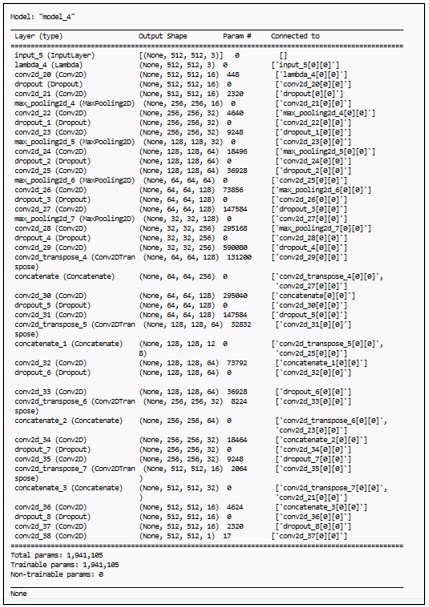 Model: "model_4"
Layer (type) Output Shape Param # Connected to
input_5 (InputLayer) [(None, 512, 512, 3)] 0 []
lambda_4 (Lambda) (None, 512, 512, 3) 0 ['input_5[0][0]']
conv2d_20 (Conv2D) (None, 512, 512, 16) 448 ['lambda_4[0][0]']
dropout (Dropout) (None, 512, 512, 16) 0 ['conv2d_20[0][0]']
conv2d_21 (Conv2D) (None, 512, 512, 16) 2320 ['dropout[0][0]']
max_pooling2d_4 (MaxPooling2D) (None, 256, 256, 16) 0 ['conv2d_21[0][0]']
conv2d_22 (Conv2D) (None, 256, 256, 32) 4640 ['max_pooling2d_4[0][0]']
dropout_1 (Dropout) (None, 256, 256, 32) 0 ['conv2d_22[0][0]']
conv2d_23 (Conv2D) (None, 256, 256, 32) 9248 ['dropout_1[0][0]']
max_pooling2d_5 (MaxPooling2D) (None, 128, 128, 32) 0 ['conv2d_23[0][0]']
conv2d_24 (Conv2D) (None, 128, 128, 64) 18496 ['max_pooling2d_5[0][0]']
dropout_2 (Dropout) (None, 128, 128, 64) 0 ['conv2d_24[0][0]']
conv2d_25 (Conv2D) (None, 128, 128, 64) 36928 ['dropout_2[0][0]']
max_pooling2d_6 (MaxPooling2D) (None, 64, 64, 64) 0 ['conv2d_25[0][0]']
conv2d_26 (Conv2D) (None, 64, 64, 128) 73856 ['max_pooling2d_6[0][0]']
dropout_3 (Dropout) (None, 64, 64, 128) 0 ['conv2d_26[0][0]']
conv2d_27 (Conv2D) (None, 64, 64, 128) 147584 ['dropout_3[0][0]']
max_pooling2d_7 (MaxPooling2D) (None, 32, 32, 128) 0 ['conv2d_27[0][0]']
conv2d_28 (Conv2D) (None, 32, 32, 256) 295168 ['max_pooling2d_7[0][0]']
dropout_4 (Dropout) (None, 32, 32, 256) 0 ['conv2d_28[0][0]']
conv2d_29 (Conv2D) (None, 32, 32, 256) 590080 ['dropout_4[0][0]']
conv2d_transpose_4 (Conv2DTran (None, 64, 64, 128) 131200 ['conv2d_29[0][0]']
spose)
concatenate (Concatenate) (None, 64, 64, 256) 0 ['conv2d_transpose_4[0][0]',
'conv2d_27[0][0]']
conv2d_30 (Conv2D) (None, 64, 64, 128) 295040 ['concatenate[0][0]']
dropout_5 (Dropout) (None, 64, 64, 128) 0 ['conv2d_30[0][0]']
conv2d_31 (Conv2D) (None, 64, 64, 128) 147584 ['dropout_5[0][0]']
conv2d_transpose_5 (Conv2DTran (None, 128, 128, 64) 32832 ['conv2d_31[0][0]']
spose)
concatenate_1 (Concatenate) (None, 128, 128, 12 0 ['conv2d_transpose_5[0][0]',
8) 'conv2d_25[0][0]']
conv2d_32 (Conv2D) (None, 128, 128, 64) 73792 ['concatenate_1[0][0]']
dropout_6 (Dropout) (None, 128, 128, 64) 0 ['conv2d_32[0][0]']
conv2d_33 (Conv2D) (None, 128, 128, 64) 36928 ['dropout_6[0][0]']
conv2d_transpose_6 (Conv2DTran (None, 256, 256, 32) 8224 ['conv2d_33[0][0]']
spose)
concatenate_2 (Concatenate) (None, 256, 256, 64) 0 ['conv2d_transpose_6[0][0]',
'conv2d_23[0][0]']
conv2d_34 (Conv2D) (None, 256, 256, 32) 18464 ['concatenate_2[0][0]']
dropout_7 (Dropout) (None, 256, 256, 32) 0 ['conv2d_34[0][0]']
conv2d_35 (Conv2D) (None, 256, 256, 32) 9248 ['dropout_7[0][0]']
conv2d_transpose_7 (Conv2DTran (None, 512, 512, 16) 2064 ['conv2d_35[0][0]']
spose) )
concatenate_3 (Concatenate) (None, 512, 512, 32) 0 ['conv2d_transpose_7[0][0]',
) 'conv2d_21[0][0]']
conv2d_36 (Conv2D) (None, 512, 512, 16) 4624 ['concatenate_3[0][0]']
dropout_8 (Dropout) (None, 512, 512, 16) 0 ['conv2d_36[0][0]']
conv2d_37 (Conv2D) (None, 512, 512, 16) 2320 ['dropout_8[0][0]']
conv2d_38 (Conv2D) (None, 512, 512, 1) 17 ['conv2d_37[0][0]']
Total params: 1,941,105
Trainable params: 1,941,105
Non-trainable params: 0
None